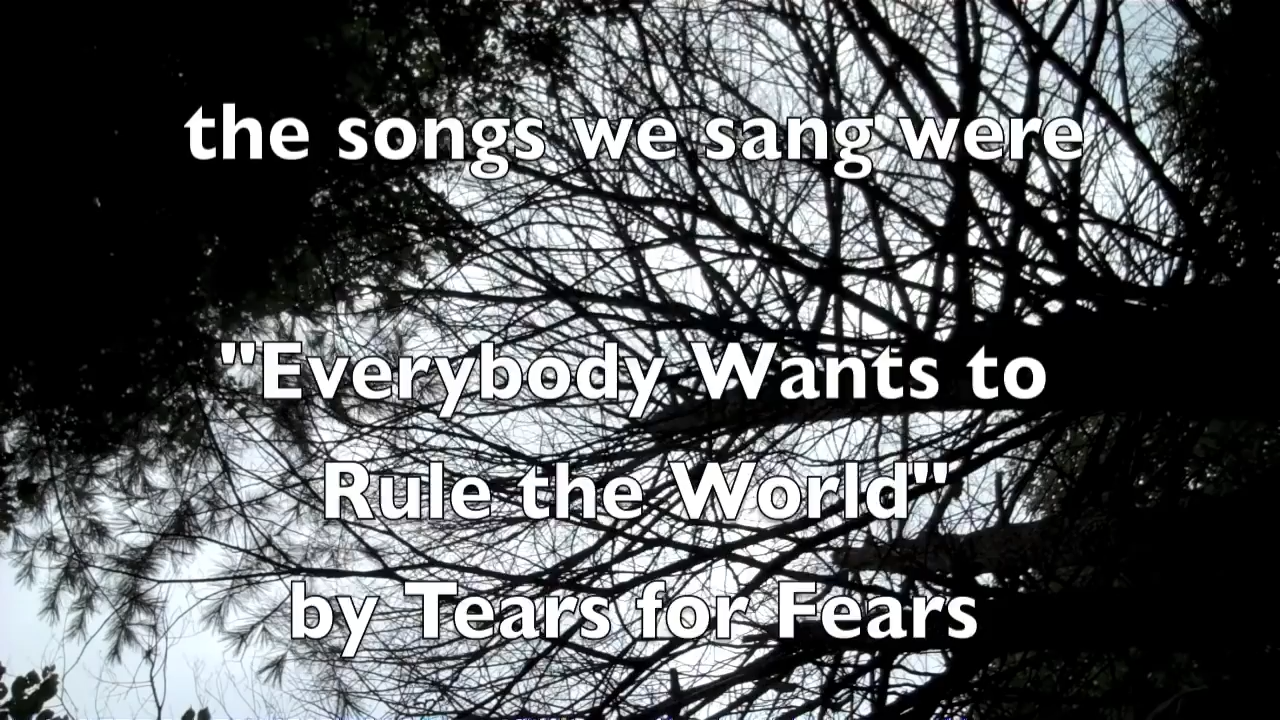 the songs we sang were
"Everybody Wants to
Rule the World"
by Tears for Fears